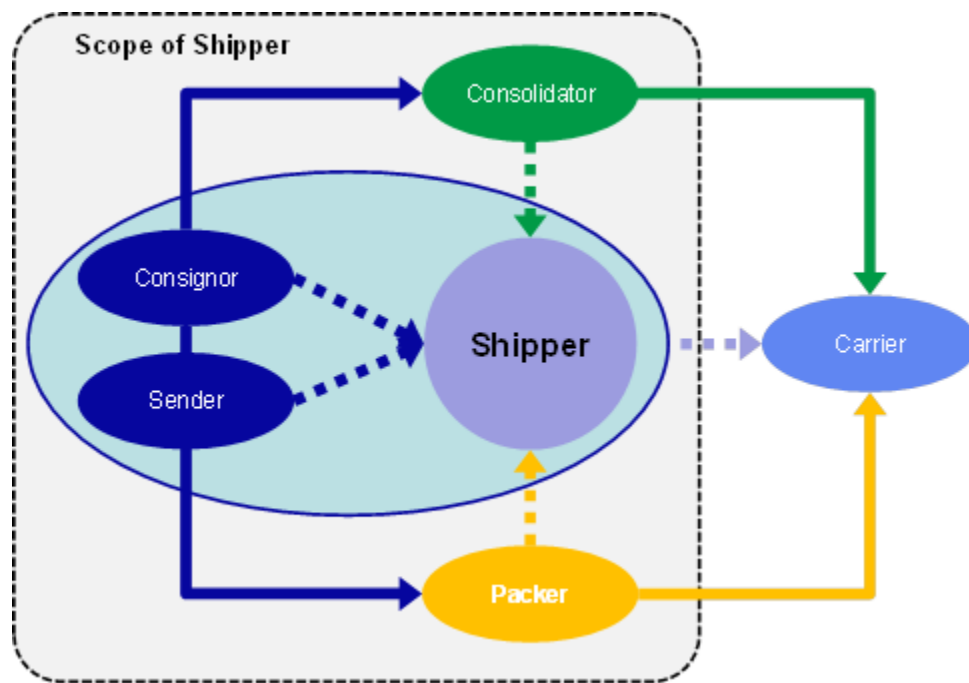 Scope of Shipper
Consolidator
Consignor
Shipper
Carrier
Sender
Packer